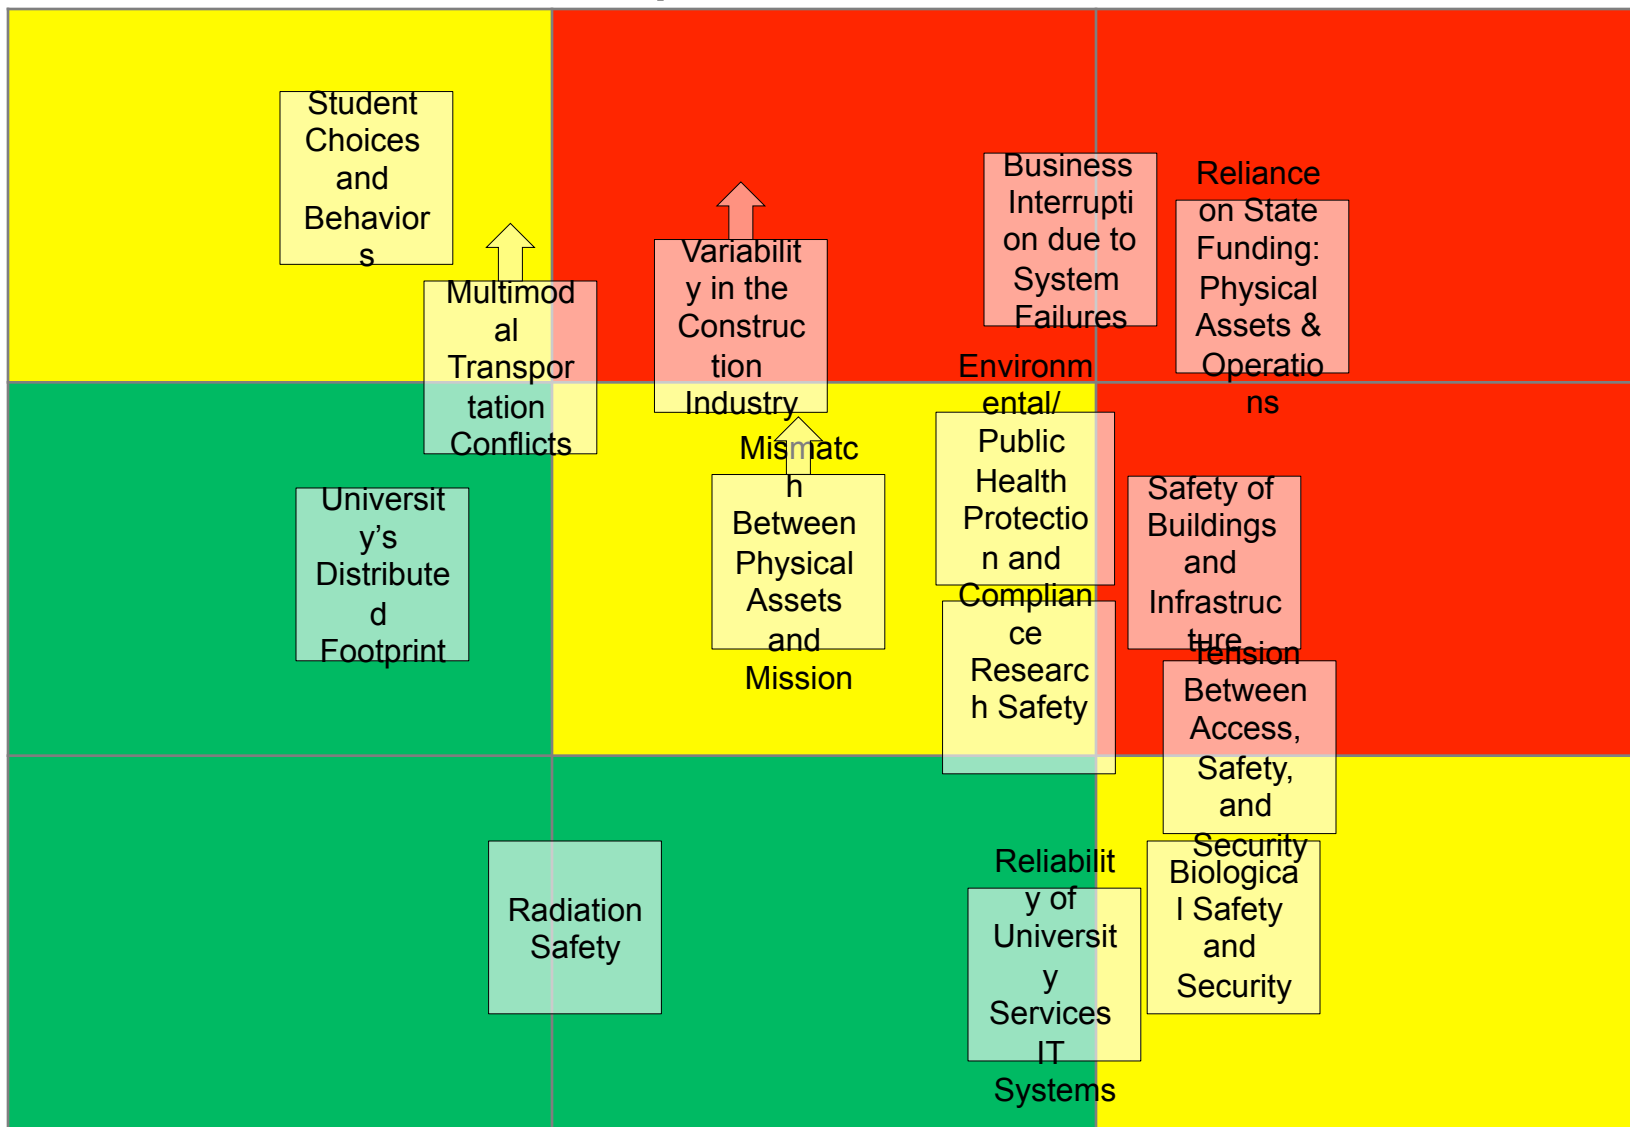 Student
Choices
and
Behavior
s
Multimod
al
Transpor
tation
Conflicts
Variabilit
y in the
Construc
tion
Industry
Business
Interrupti
on due to
System
Failures
Reliance
on State
Funding:
Physical
Assets &
Operatio
ns
Universit
y’s
Distribute
d
Footprint
Mismatc
h
Between
Physical
Assets
and
Mission
Environm
ental/
Public
Health
Protectio
n and
Complian
ce
Researc
h Safety
Safety of
Buildings
and
Infrastruc
ture
Tension
Between
Access,
Safety,
and
Security
Radiation
Safety
Reliabilit
y of
Universit
y
Services
IT
Systems
Biologica
l Safety
and
Security